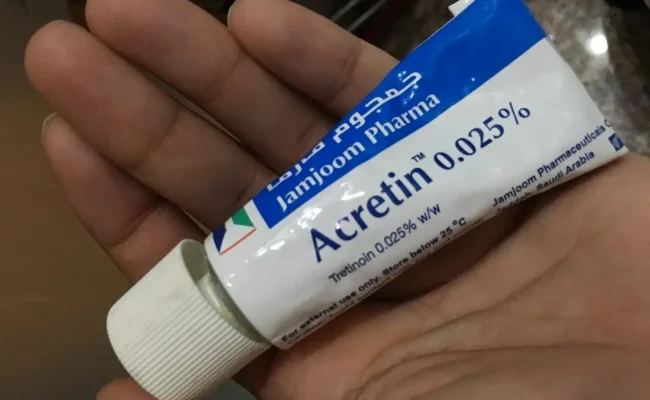 جمجوم فارما
Jamjoom Pharma
Acretin™ 0.025%
Tretinoin 0.025% w/w
For external use only. Store below 25 °C
Jamjoom Pharmaceuticals
Jeddah, Saudi Arabia